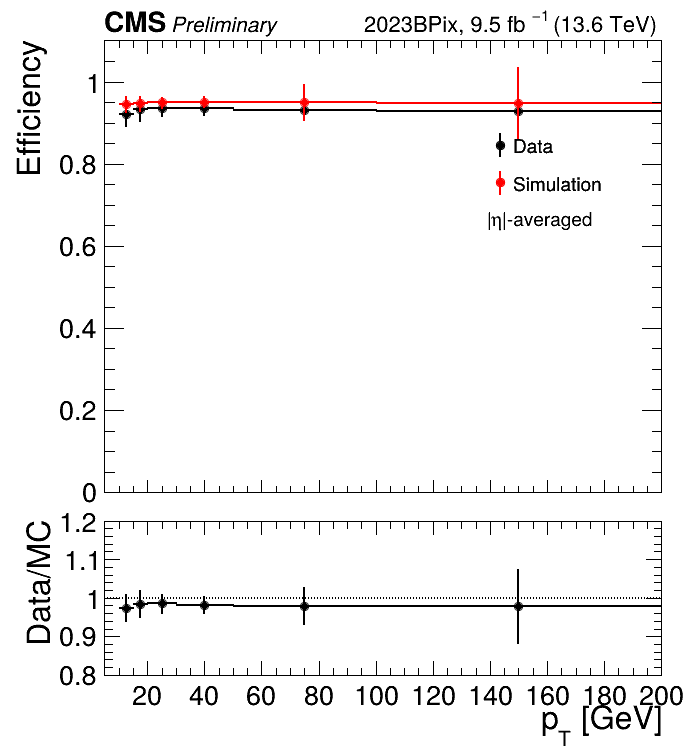 CMS Preliminary 2023BPix, 9.5 fb⁻¹ (13.6 TeV)
Efficiency
1
0.8
0.6
0.4
0.2
0
Data
Simulation
|η|-averaged
Data/MC
1.2
1.1
1
0.9
0.8
20 40 60 80 100 120 140 160 180 200
p_T [GeV]